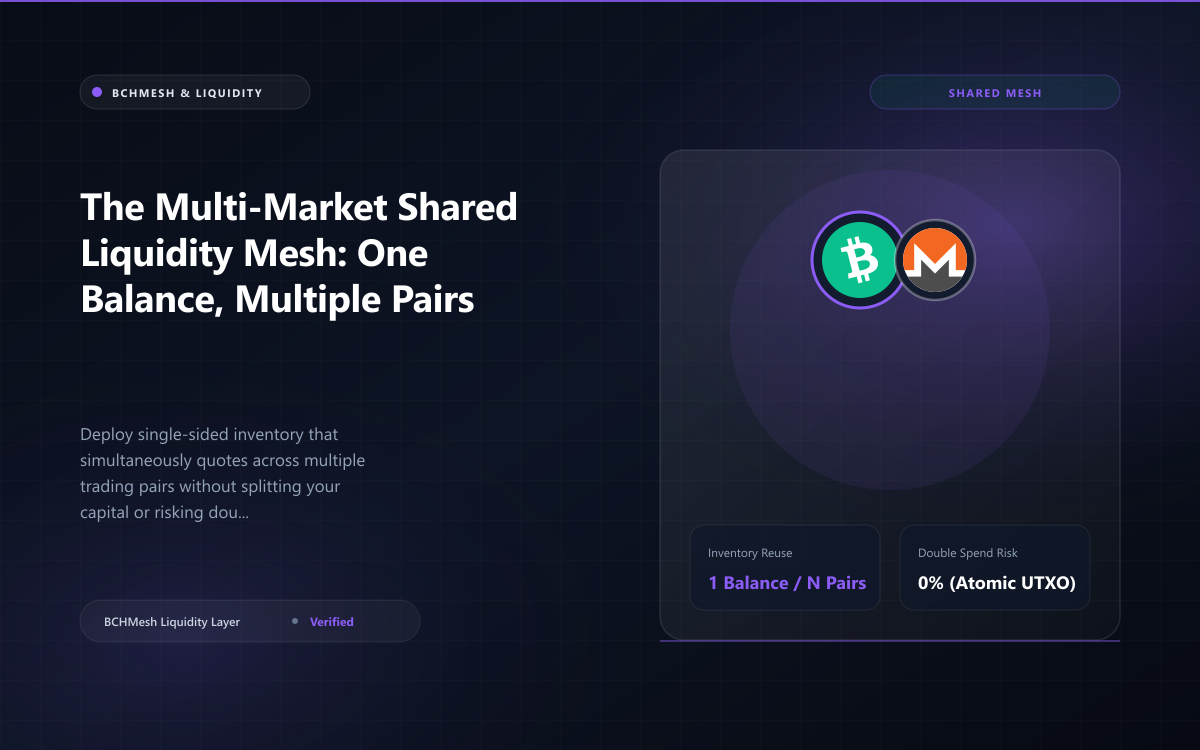 BCHMESH & LIQUIDITY
SHARED MESH
The Multi-Market Shared
Liquidity Mesh: One
Balance, Multiple Pairs
Deploy single-sided inventory that
simultaneously quotes across multiple
trading pairs without splitting your
capital or risking dou...
Inventory Reuse
1 Balance / N Pairs
Double Spend Risk
0% (Atomic UTXO)
BCHMesh Liquidity Layer
Verified